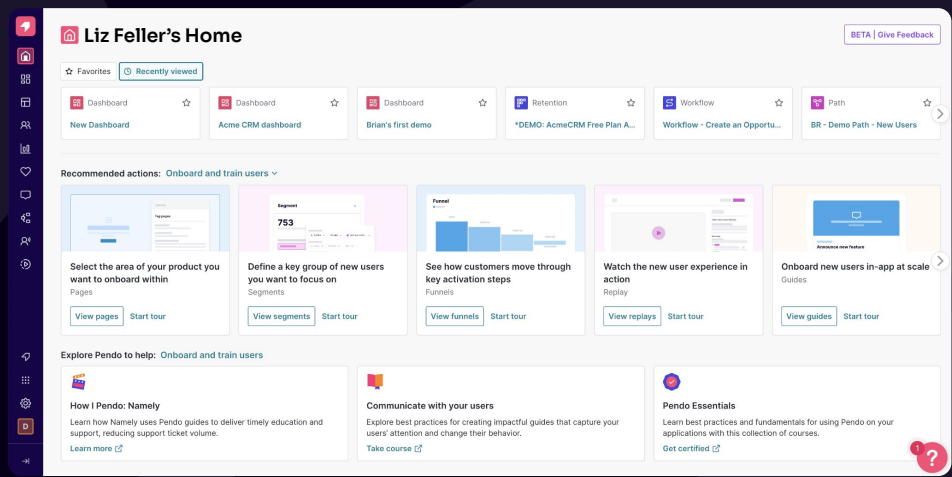 Liz Feller's Home
BETA | Give Feedback
Favorites
Recently viewed
Dashboard
New Dashboard
Dashboard
Acme CRM dashboard
Dashboard
Brian's first demo
Retention
*DEMO: AcmeCRM Free Plan A...
Workflow
Workflow - Create an Opportu...
Path
BR - Demo Path - New Users
Recommended actions: Onboard and train users
Tag pages
Segment
753
Funnel
Announce new feature
Select the area of your product you
want to onboard within
Pages
View pages
Start tour
Define a key group of new users
you want to focus on
Segments
View segments
Start tour
See how customers move through
key activation steps
Funnels
View funnels
Start tour
Watch the new user experience in
action
Replay
View replays
Start tour
Onboard new users in-app at scale
Guides
View guides
Start tour
Explore Pendo to help: Onboard and train users
How I Pendo: Namely
Learn how Namely uses Pendo guides to deliver timely education and
support, reducing support ticket volume.
Learn more
Communicate with your users
Explore best practices for creating impactful guides that capture your
users' attention and change their behavior.
Take course
Pendo Essentials
Learn best practices and fundamentals for using Pendo on your
applications with this collection of courses.
Get certified
D
1
?